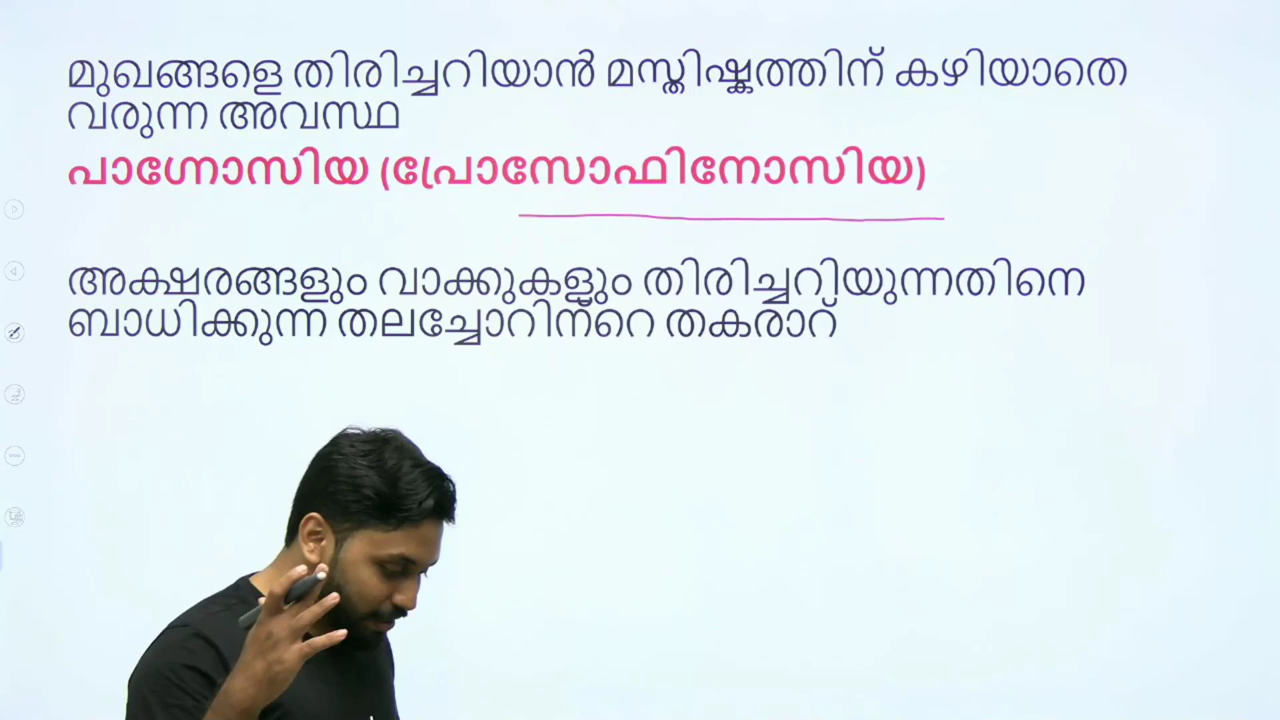 മുഖങ്ങളെ തിരിച്ചറിയാൻ മസ്തിഷ്കത്തിന് കഴിയാതെ
വരുന്ന അവസ്ഥ
പാഗ്നോസിയ (പ്രോസോഫിനോസിയ)
അക്ഷരങ്ങളും വാക്കുകളും തിരിച്ചറിയുന്നതിനെ
ബാധിക്കുന്ന തലച്ചോറിന്റെ തകരാറ്